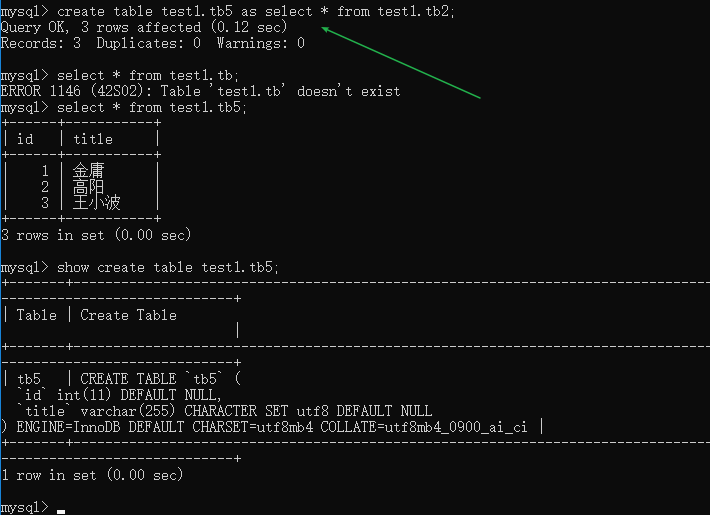 mysql> create table test1.tb5 as select * from test1.tb2;
Query OK, 3 rows affected (0.12 sec)
Records: 3  Duplicates: 0  Warnings: 0
mysql> select * from test1.tb;
ERROR 1146 (42S02): Table 'test1.tb' doesn't exist
mysql> select * from test1.tb5;
+------+-----------+
| id   | title     |
+------+-----------+
|    1 | 金庸      |
|    2 | 高阳      |
|    3 | 王小波    |
+------+-----------+
3 rows in set (0.00 sec)
mysql> show create table test1.tb5;
+-------+----------------------------------------------------------------------------------
-----------------------------+
| Table | Create Table
                             |
+-------+----------------------------------------------------------------------------------
-----------------------------+
| tb5   | CREATE TABLE `tb5` (
  `id` int(11) DEFAULT NULL,
  `title` varchar(255) CHARACTER SET utf8 DEFAULT NULL
) ENGINE=InnoDB DEFAULT CHARSET=utf8mb4 COLLATE=utf8mb4_0900_ai_ci |
+-------+----------------------------------------------------------------------------------
-----------------------------+
1 row in set (0.00 sec)
mysql>